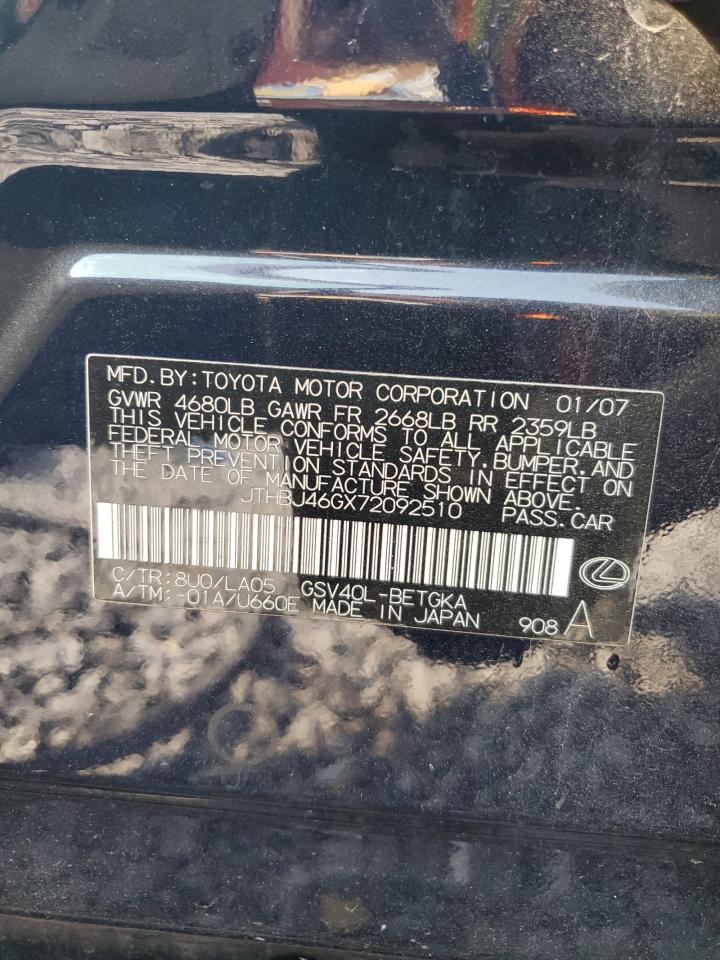 MFD.BY:TOYOTA MOTOR CORPORATION 01/07
GVWR 4680LB GAWR FR 2668LB RR 2359LB
THIS VEHICLE CONFORMS TO ALL APPLICABLE
FEDERAL MOTOR VEHICLE SAFETY,BUMPER,AND
THEFT PREVENTION STANDARDS IN EFFECT ON
THE DATE OF MANUFACTURE SHOWN ABOVE.
JTHBJ46GX72092510 PASS.CAR
C/TR:8U0/LA05 GSV40L-BETGKA
A/TM:-01A/U660E MADE IN JAPAN 908 A